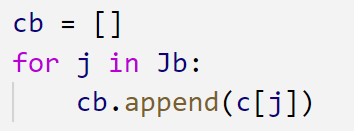 cb = []
for j in Jb:
    cb.append(c[j])